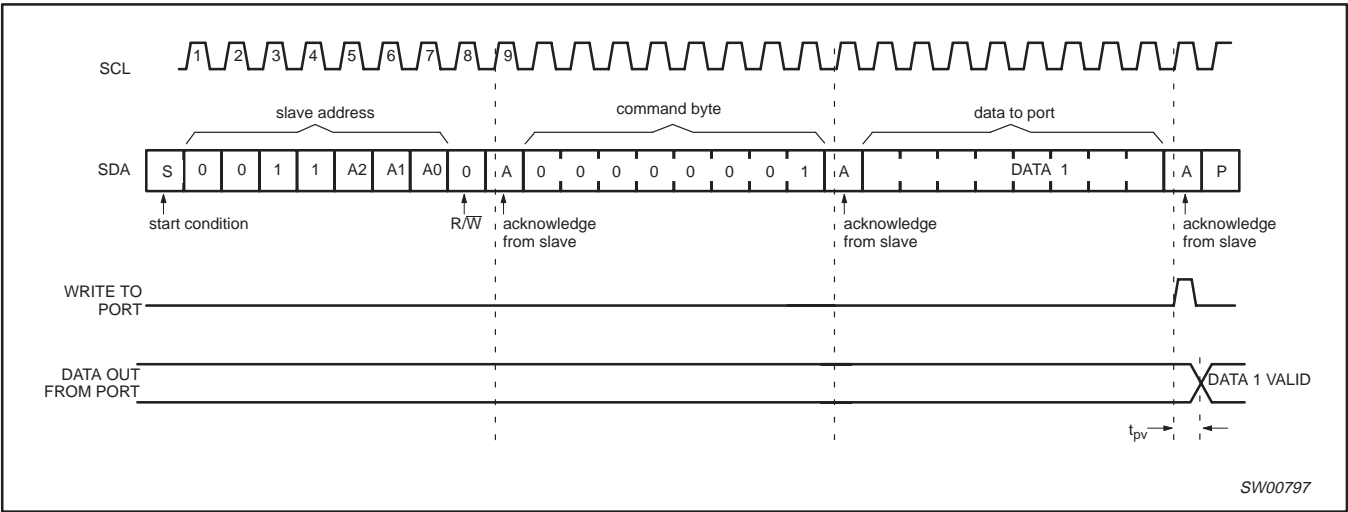 SCL
1 2 3 4 5 6 7 8 9
slave address
command byte
data to port
SDA
S 0 0 1 1 A2 A1 A0 0 A 0 0 0 0 0 0 0 1 A DATA 1 A P
start condition
R/W̅
acknowledge
from slave
acknowledge
from slave
acknowledge
from slave
WRITE TO
PORT
DATA OUT
FROM PORT
DATA 1 VALID
tpv
SW00797